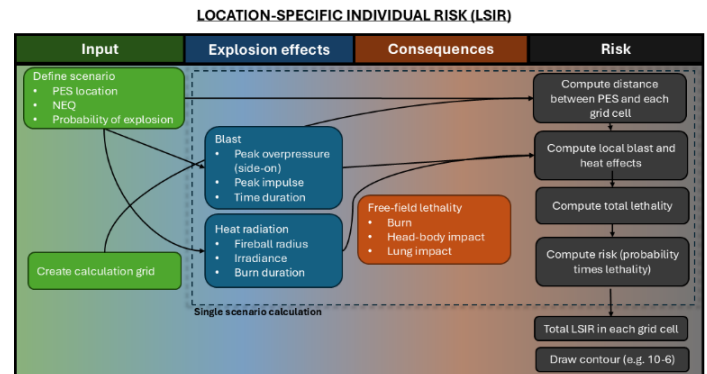 LOCATION-SPECIFIC INDIVIDUAL RISK (LSIR)
Input
Explosion effects
Consequences
Risk
Define scenario
• PES location
• NEQ
• Probability of explosion
Create calculation grid
Blast
• Peak overpressure
(side-on)
• Peak impulse
• Time duration
Heat radiation
• Fireball radius
• Irradiance
• Burn duration
Single scenario calculation
Free-field lethality
• Burn
• Head-body impact
• Lung impact
Compute distance
between PES and each
grid cell
Compute local blast and
heat effects
Compute total lethality
Compute risk (probability
times lethality)
Total LSIR in each grid cell
Draw contour (e.g. 10-6)